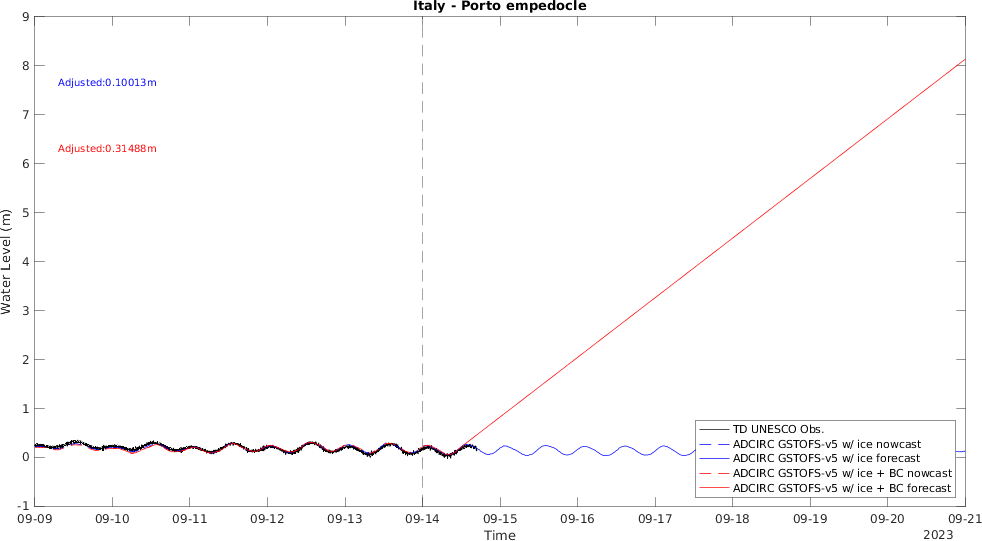 Italy - Porto empedocle
9
8
7
6
5
4
3
2
1
0
-1
Water Level (m)
Adjusted:0.10013m
Adjusted:0.31488m
TD UNESCO Obs.
ADCIRC GSTOFS-v5 w/ ice nowcast
ADCIRC GSTOFS-v5 w/ ice forecast
ADCIRC GSTOFS-v5 w/ ice + BC nowcast
ADCIRC GSTOFS-v5 w/ ice + BC forecast
09-09 09-10 09-11 09-12 09-13 09-14 09-15 09-16 09-17 09-18 09-19 09-20 09-21
Time
2023